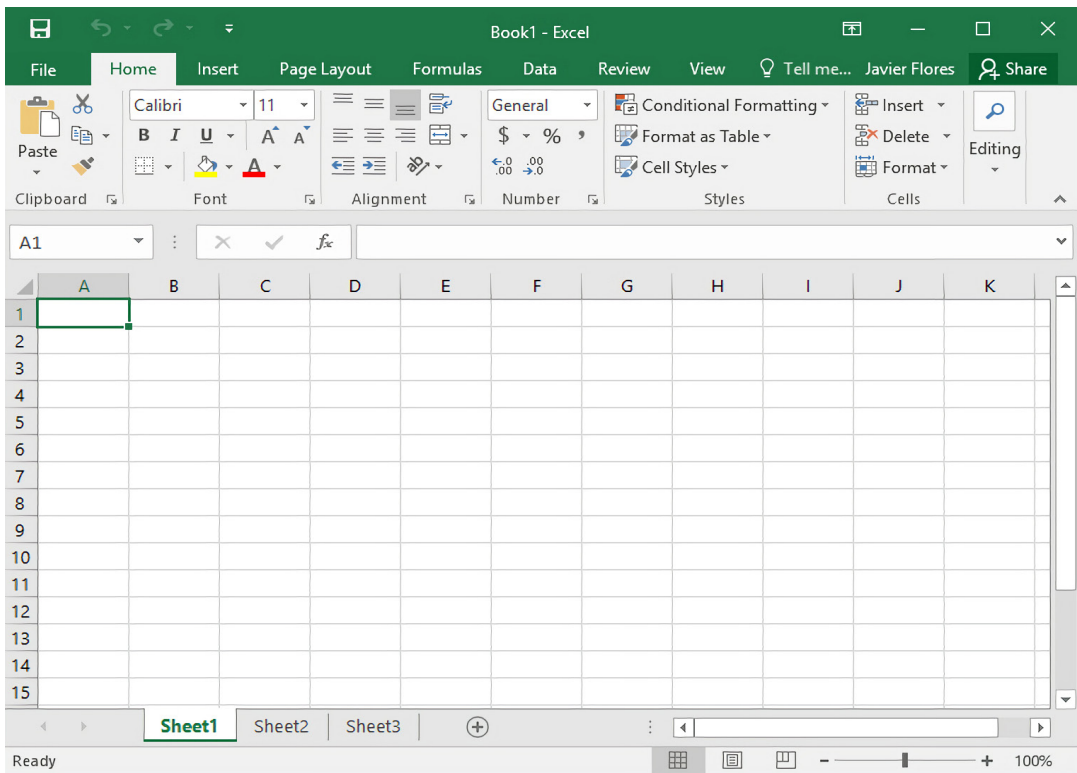 Book1 - Excel
File Home Insert Page Layout Formulas Data Review View Tell me... Javier Flores Share
Calibri 11 General Conditional Formatting Insert
B I U A A $ % , Format as Table Delete
Paste Editing
A .00 .0 Cell Styles Format
Clipboard Font Alignment Number Styles Cells
A1 fx
A B C D E F G H I J K
1
2
3
4
5
6
7
8
9
10
11
12
13
14
15
Sheet1 Sheet2 Sheet3
Ready 100%